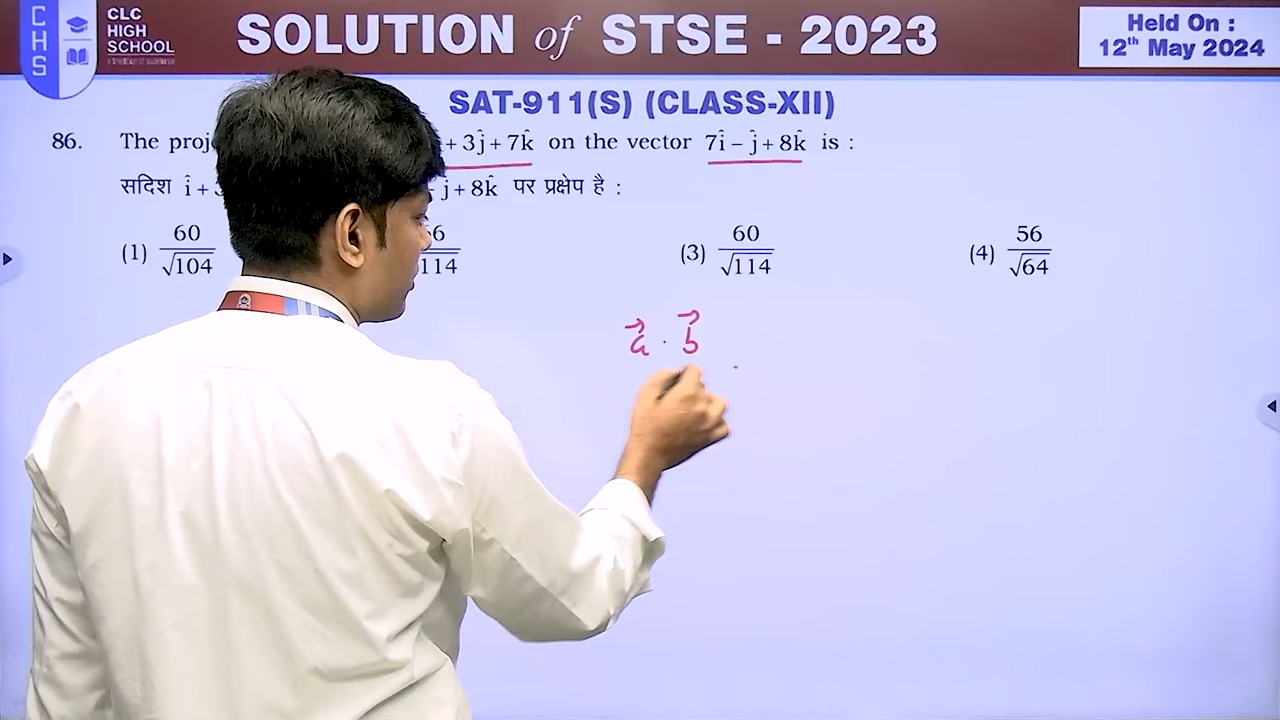 CHS
CLC
HIGH
SCHOOL
SOLUTION of STSE - 2023
Held On :
12th May 2024
SAT-911(S) (CLASS-XII)
86. The + 3ĵ + 7k̂ on the vector 7î − ĵ + 8k̂ is :
सदिश î + ĵ + 8k̂ पर प्रक्षेप है :
(1) 60/√104 114 (3) 60/√114 (4) 56/√64
a⃗ · b⃗